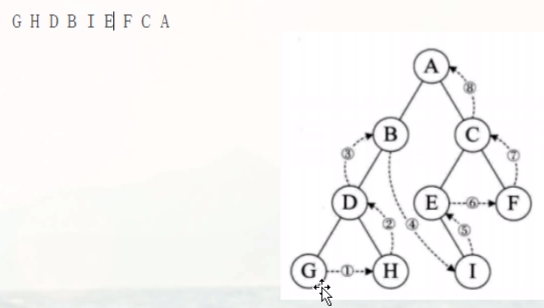 G H D B I E F C A
A
⑧
B C
③ ⑦
D E ⑥ F
② ④ ⑤
G ① H I